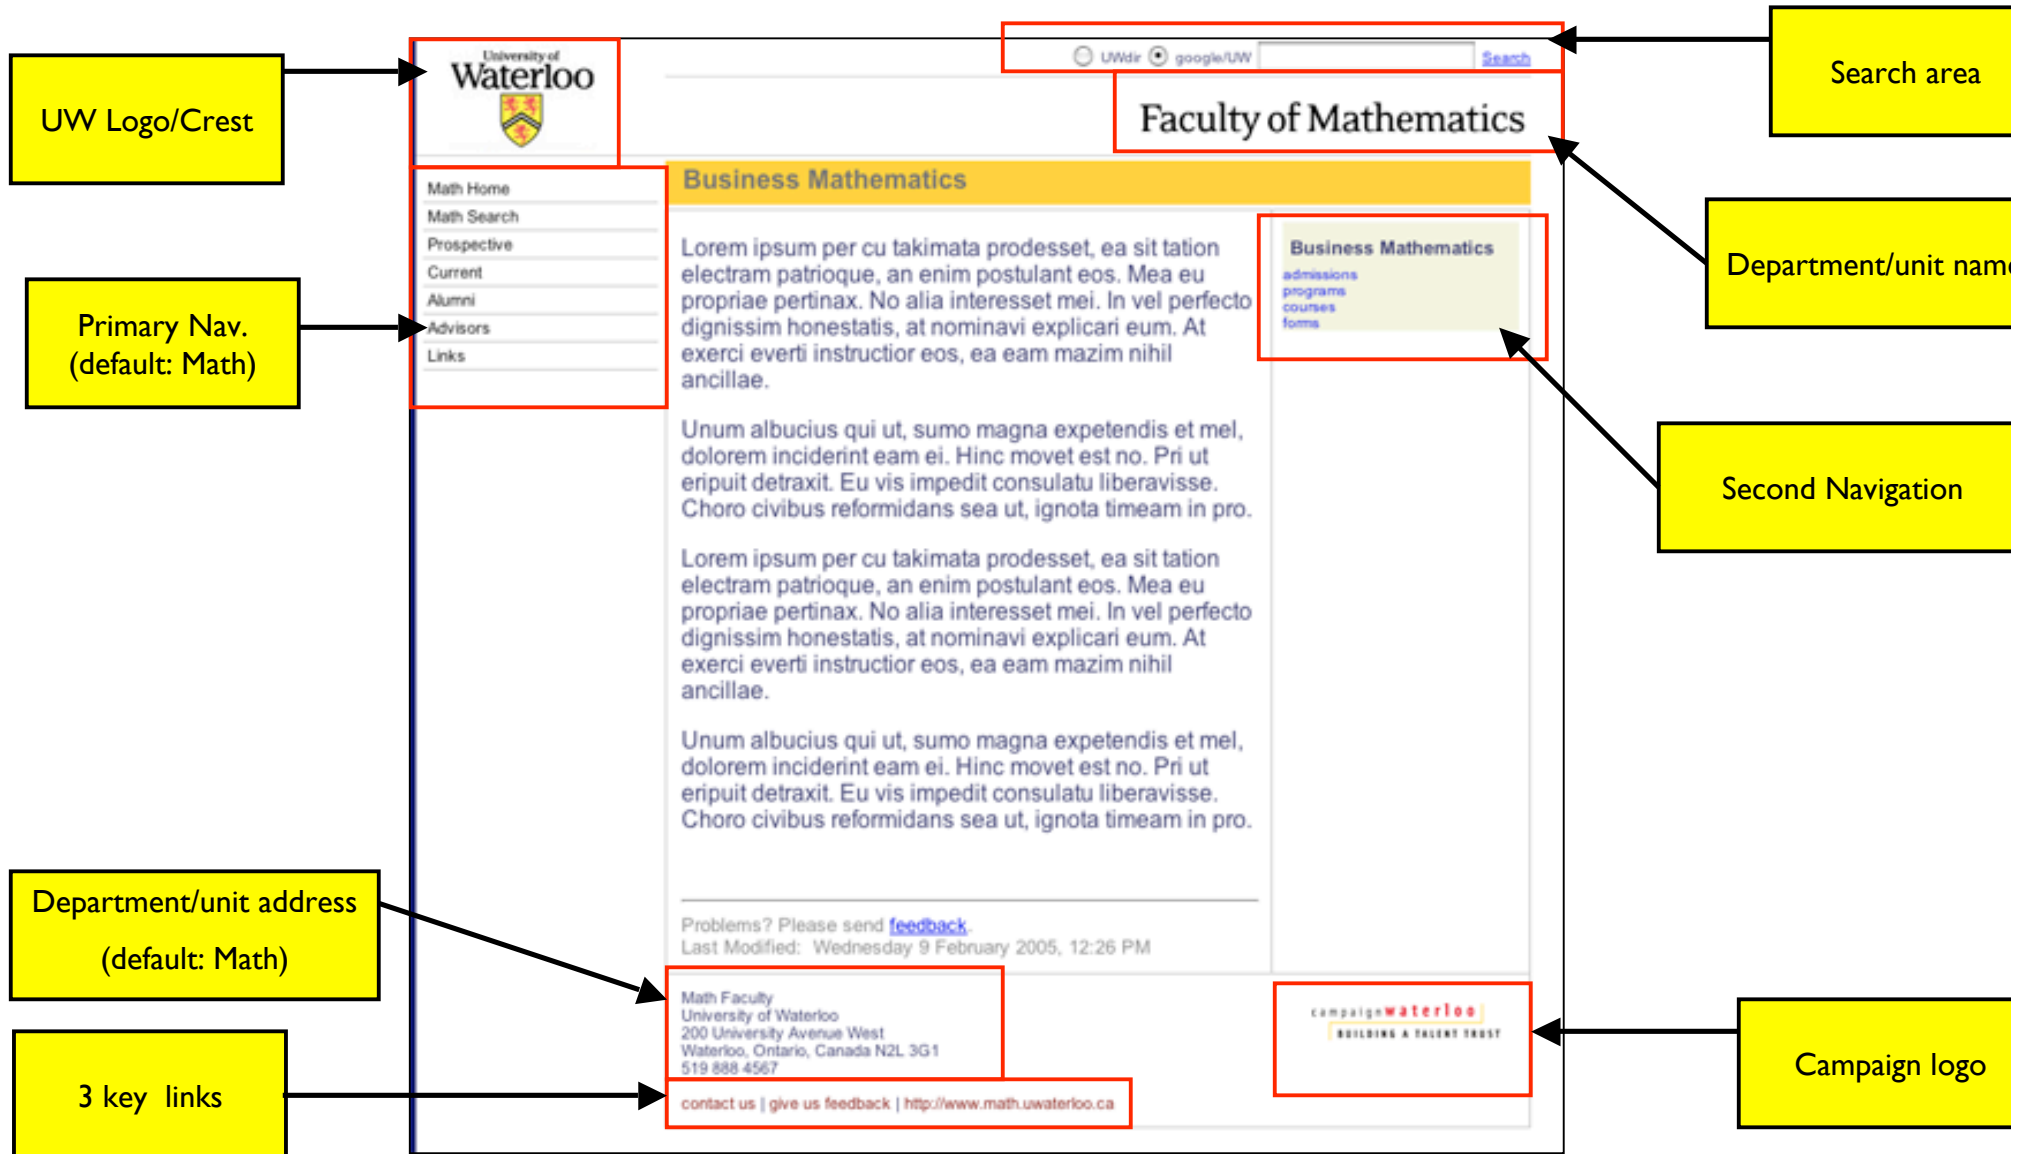 UW Logo/Crest
University of
Waterloo
UWdir google/UW Search
Search area
Faculty of Mathematics
Department/unit name
Primary Nav.
(default: Math)
Math Home
Math Search
Prospective
Current
Alumni
Advisors
Links
Business Mathematics
Lorem ipsum per cu takimata prodesset, ea sit tation
electram patrioque, an enim postulant eos. Mea eu
propriae pertinax. No alia interesset mei. In vel perfecto
dignissim honestatis, at nominavi explicari eum. At
exerci everti instructior eos, ea eam mazim nihil
ancillae.
Unum albucius qui ut, sumo magna expetendis et mel,
dolorem inciderint eam ei. Hinc movet est no. Pri ut
eripuit detraxit. Eu vis impedit consulatu liberavisse.
Choro civibus reformidans sea ut, ignota timeam in pro.
Lorem ipsum per cu takimata prodesset, ea sit tation
electram patrioque, an enim postulant eos. Mea eu
propriae pertinax. No alia interesset mei. In vel perfecto
dignissim honestatis, at nominavi explicari eum. At
exerci everti instructior eos, ea eam mazim nihil
ancillae.
Unum albucius qui ut, sumo magna expetendis et mel,
dolorem inciderint eam ei. Hinc movet est no. Pri ut
eripuit detraxit. Eu vis impedit consulatu liberavisse.
Choro civibus reformidans sea ut, ignota timeam in pro.
Problems? Please send feedback.
Last Modified: Wednesday 9 February 2005, 12:26 PM
Business Mathematics
admissions
programs
courses
forms
Second Navigation
Department/unit address
(default: Math)
Math Faculty
University of Waterloo
200 University Avenue West
Waterloo, Ontario, Canada N2L 3G1
519 888 4567
3 key links
contact us | give us feedback | http://www.math.uwaterloo.ca
campaignwaterloo
BUILDING A TALENT TRUST
Campaign logo